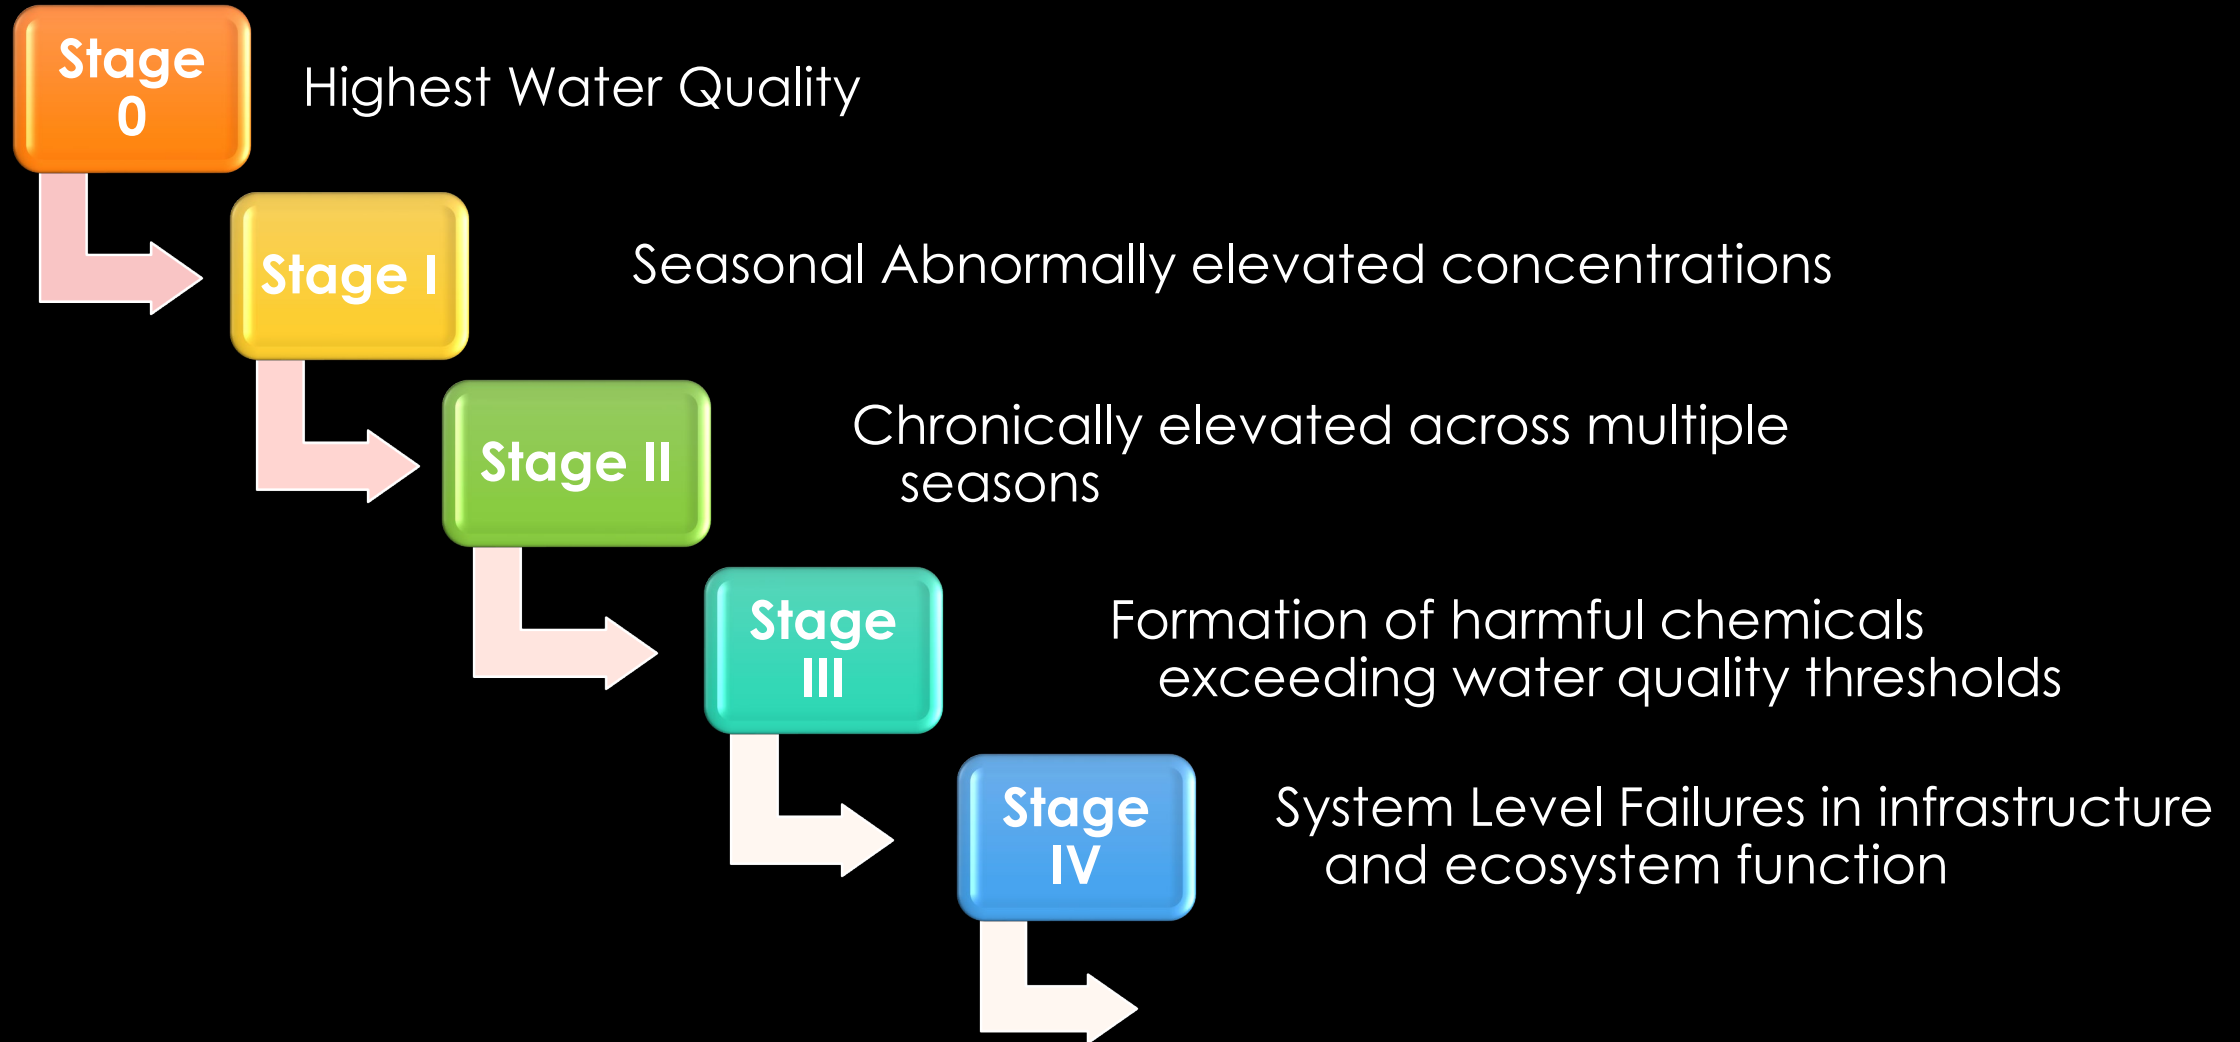 Stage
0
Highest Water Quality
Stage I
Seasonal Abnormally elevated concentrations
Stage II
Chronically elevated across multiple
seasons
Stage
III
Formation of harmful chemicals
exceeding water quality thresholds
Stage
IV
System Level Failures in infrastructure
and ecosystem function